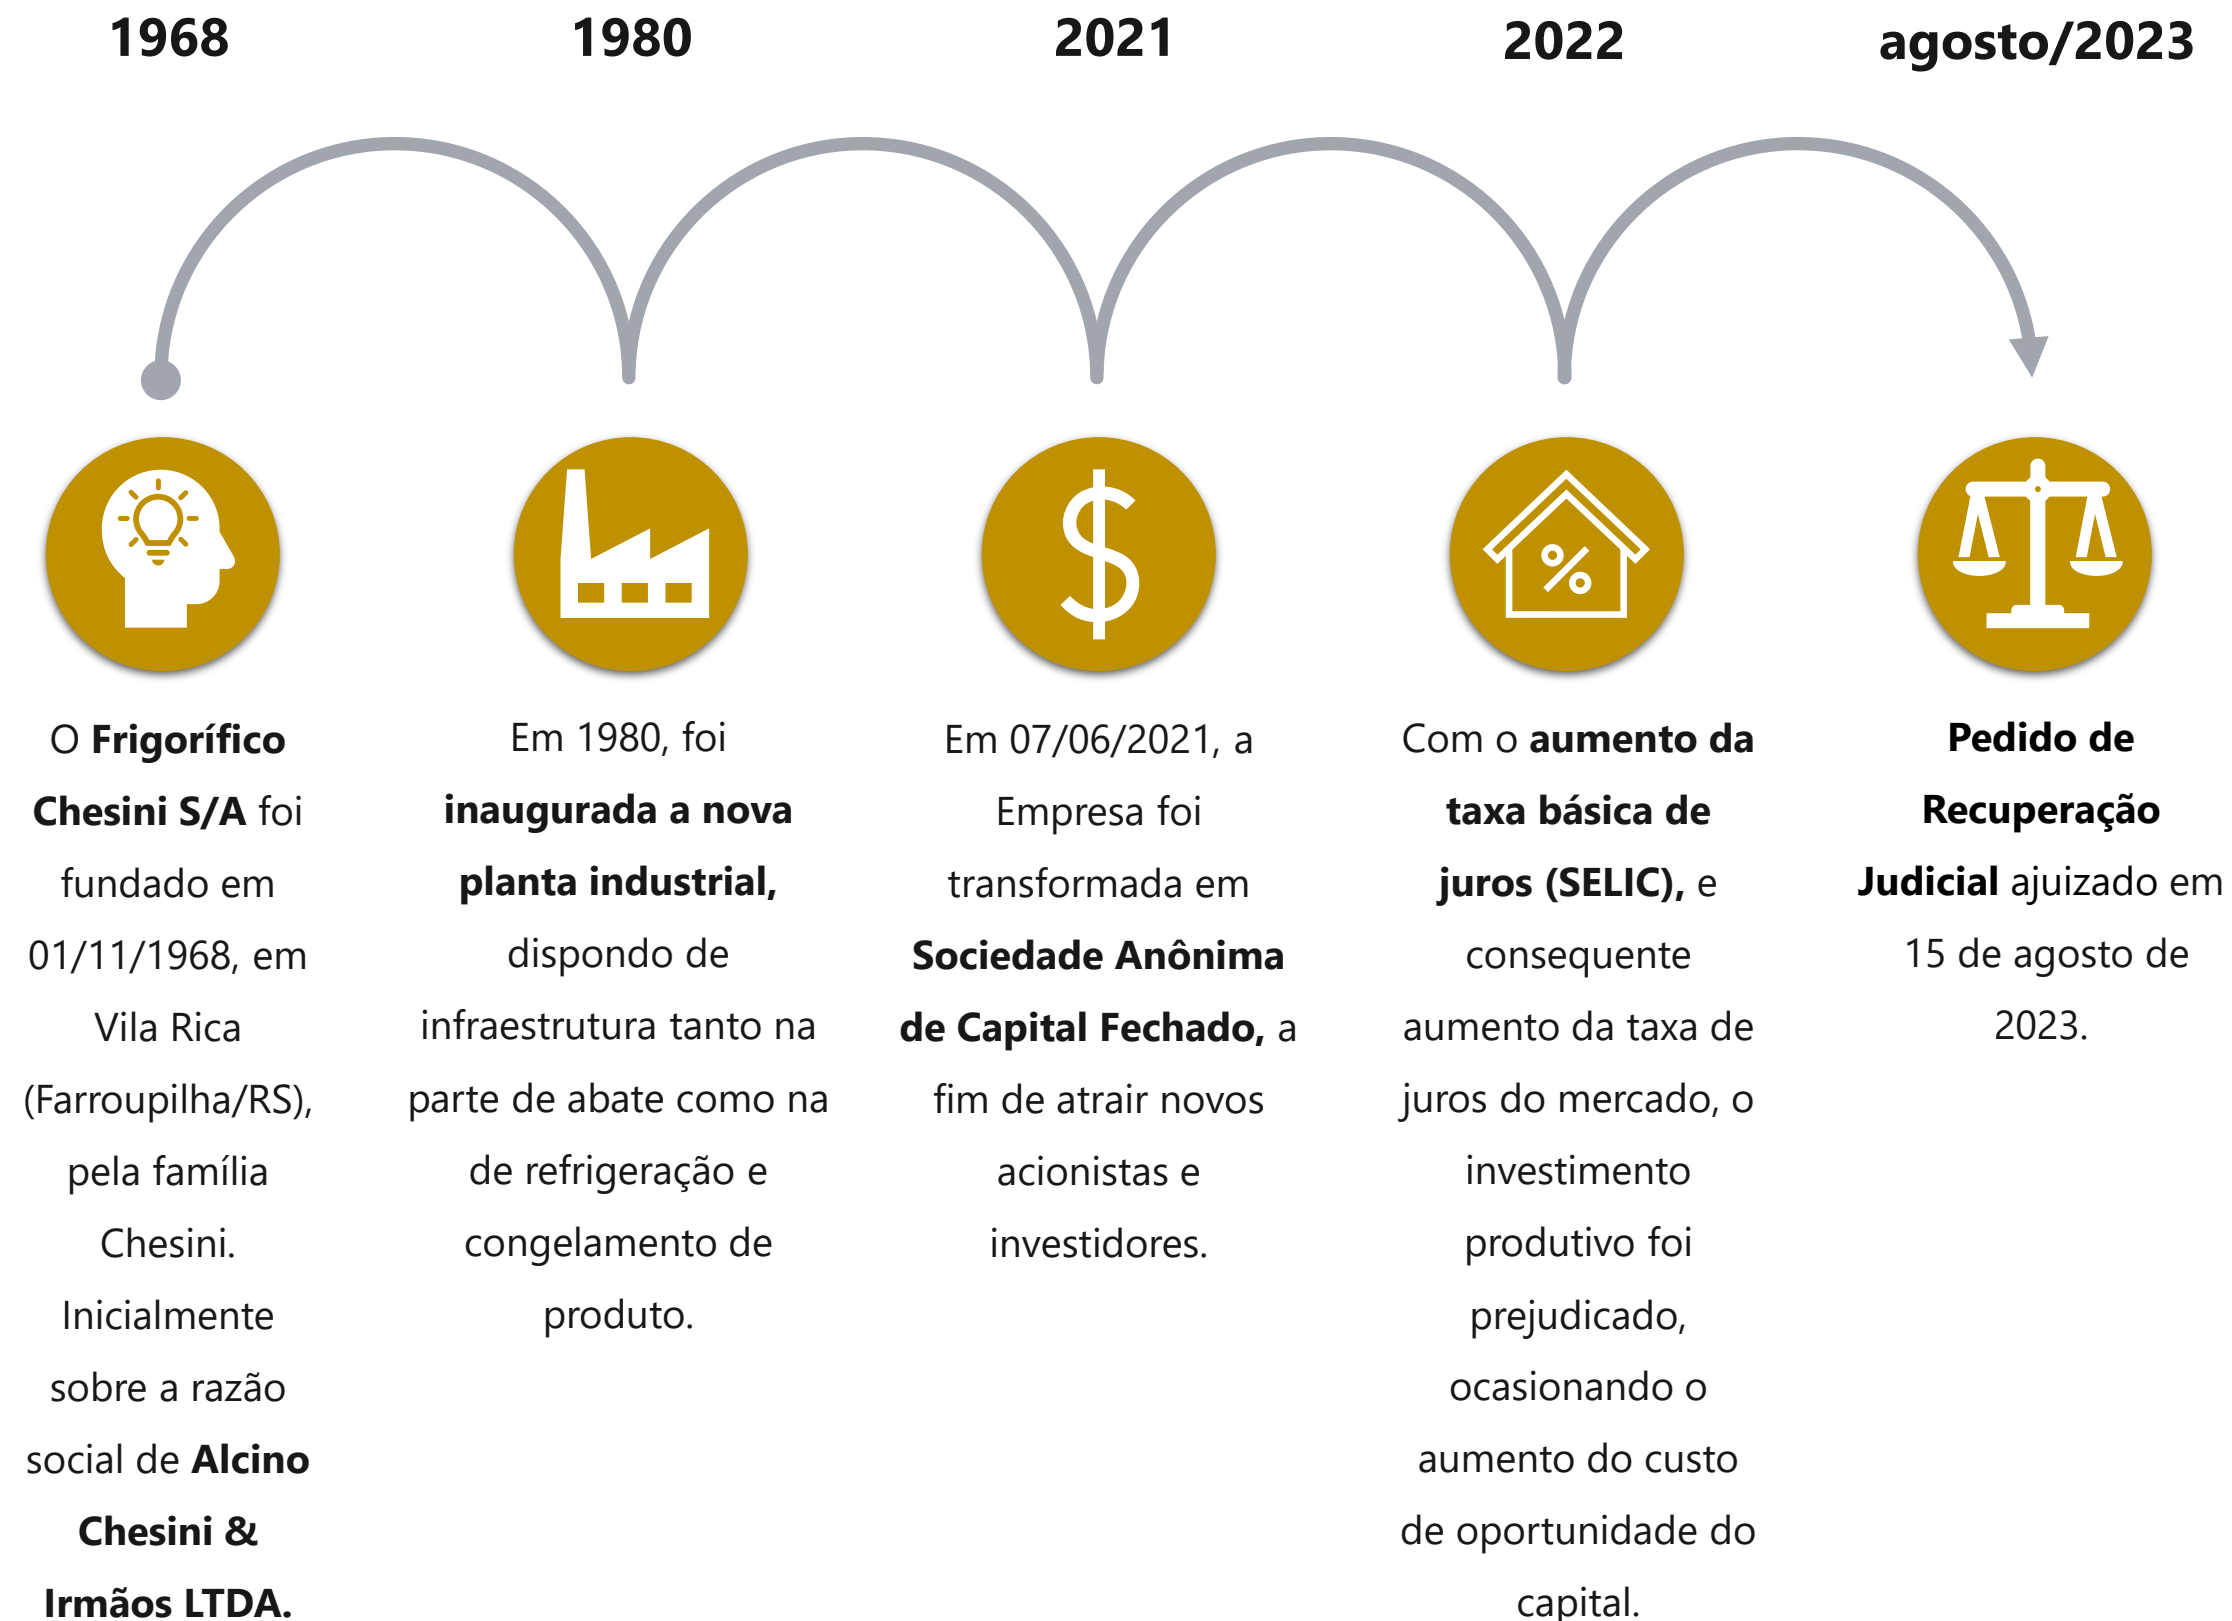 1968
O Frigorífico
Chesini S/A foi
fundado em
01/11/1968, em
Vila Rica
(Farroupilha/RS),
pela família
Chesini.
Inicialmente
sobre a razão
social de Alcino
Chesini &
Irmãos LTDA.
1980
Em 1980, foi
inaugurada a nova
planta industrial,
dispondo de
infraestrutura tanto na
parte de abate como na
de refrigeração e
congelamento de
produto.
2021
Em 07/06/2021, a
Empresa foi
transformada em
Sociedade Anônima
de Capital Fechado, a
fim de atrair novos
acionistas e
investidores.
2022
Com o aumento da
taxa básica de
juros (SELIC), e
consequente
aumento da taxa de
juros do mercado, o
investimento
produtivo foi
prejudicado,
ocasionando o
aumento do custo
de oportunidade do
capital.
agosto/2023
Pedido de
Recuperação
Judicial ajuizado em
15 de agosto de
2023.